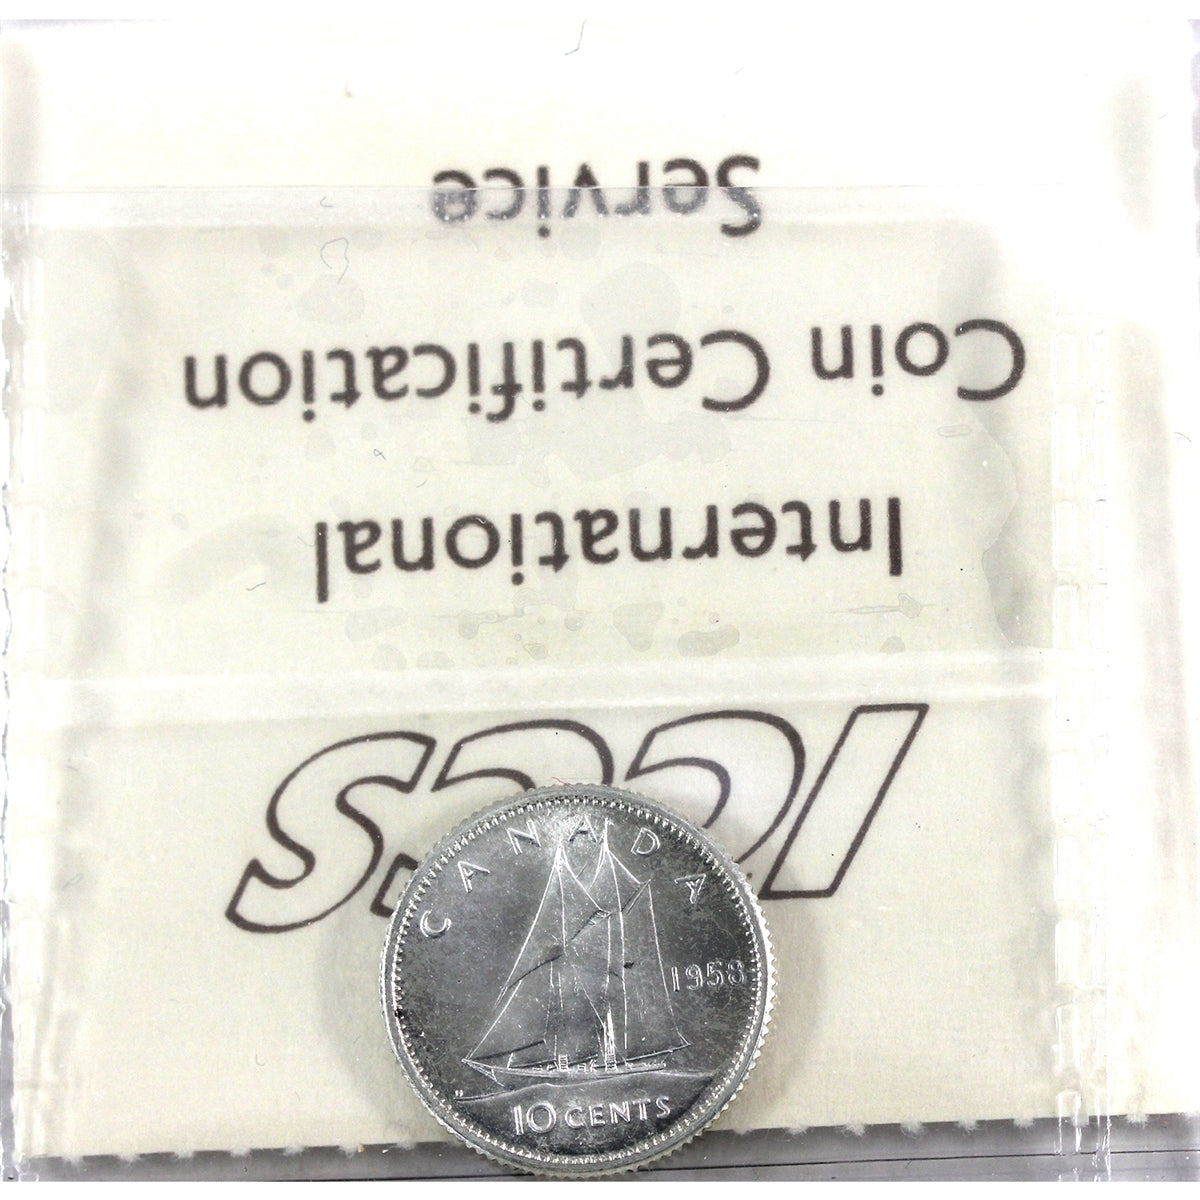 ICCS
International
Coin Certification
Service
CANADA
1958
10 CENTS